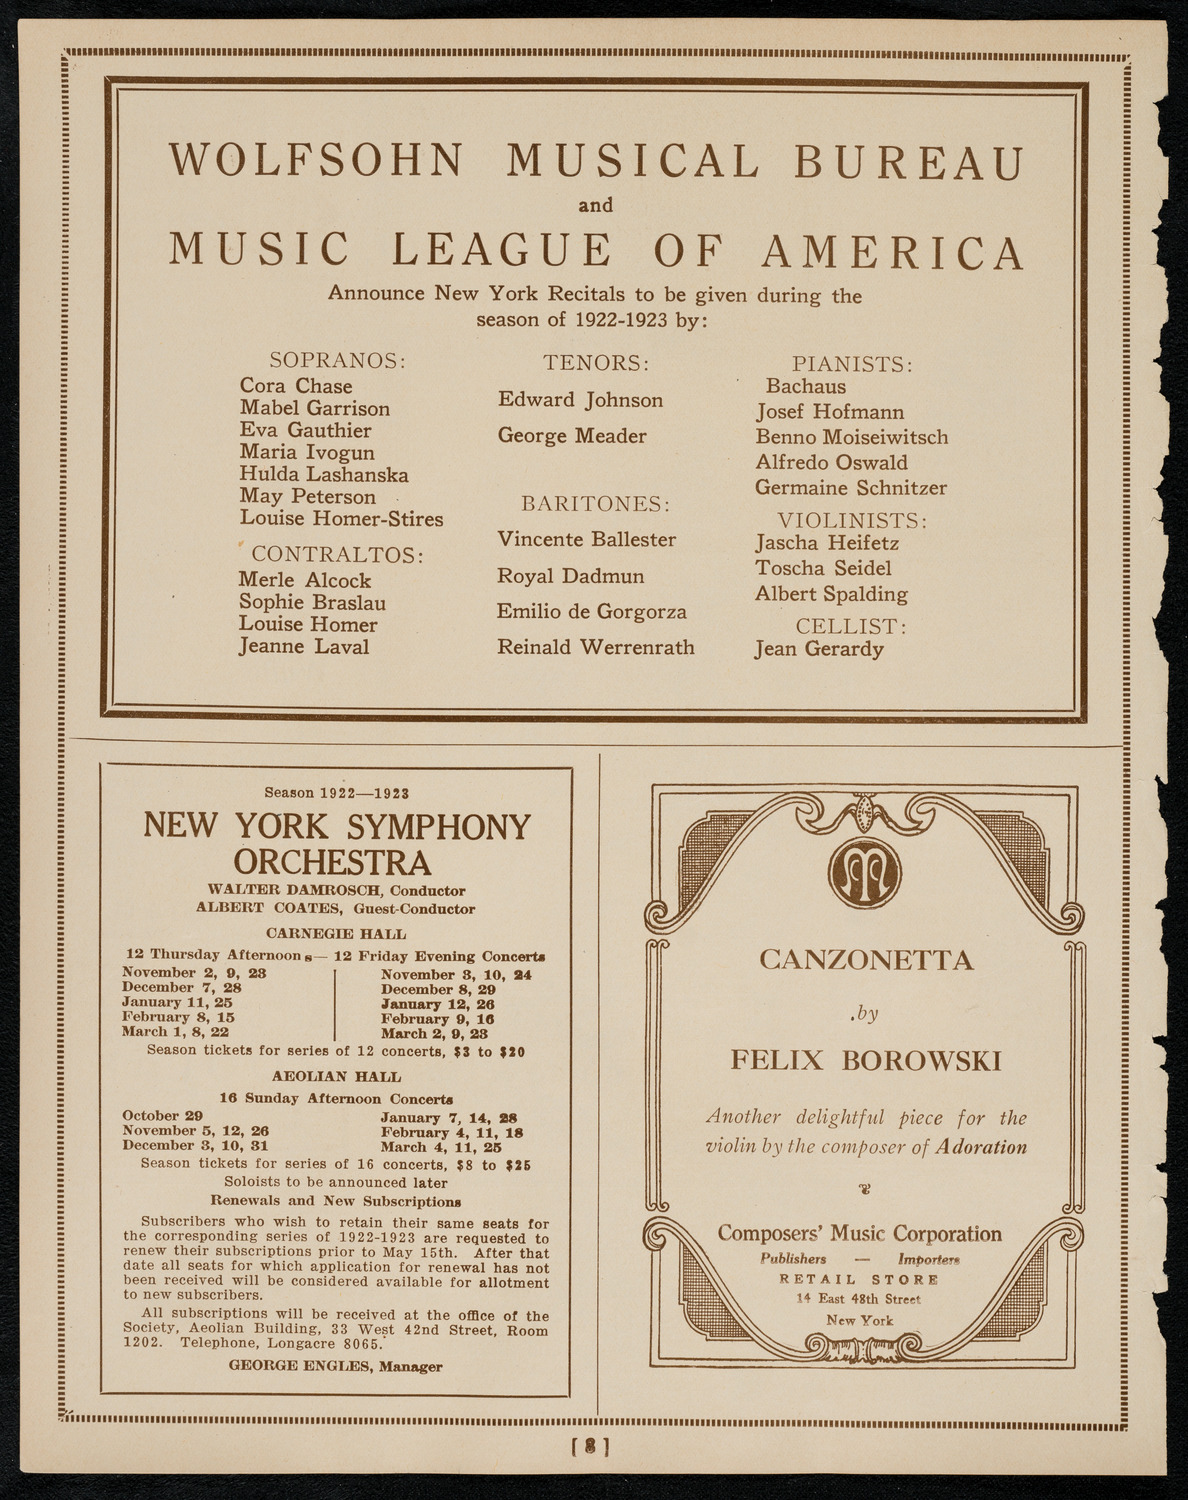 WOLFSOHN MUSICAL BUREAU
and
MUSIC LEAGUE OF AMERICA
Announce New York Recitals to be given during the
season of 1922-1923 by:
SOPRANOS:
Cora Chase
Mabel Garrison
Eva Gauthier
Maria Ivogun
Hulda Lashanska
May Peterson
Louise Homer-Stires
CONTRALTOS:
Merle Alcock
Sophie Braslau
Louise Homer
Jeanne Laval
TENORS:
Edward Johnson
George Meader
BARITONES:
Vincente Ballester
Royal Dadmun
Emilio de Gorgorza
Reinald Werrenrath
PIANISTS:
Bachaus
Josef Hofmann
Benno Moiseiwitsch
Alfredo Oswald
Germaine Schnitzer
VIOLINISTS:
Jascha Heifetz
Toscha Seidel
Albert Spalding
CELLIST:
Jean Gerardy
Season 1922—1923
NEW YORK SYMPHONY
ORCHESTRA
WALTER DAMROSCH, Conductor
ALBERT COATES, Guest-Conductor
CARNEGIE HALL
12 Thursday Afternoons— 12 Friday Evening Concerts
November 2, 9, 23
December 7, 28
January 11, 25
February 8, 15
March 1, 8, 22
November 3, 10, 24
December 8, 29
January 12, 26
February 9, 16
March 2, 9, 23
Season tickets for series of 12 concerts, $3 to $20
AEOLIAN HALL
16 Sunday Afternoon Concerts
October 29
November 5, 12, 26
December 3, 10, 31
January 7, 14, 28
February 4, 11, 18
March 4, 11, 25
Season tickets for series of 16 concerts, $8 to $25
Soloists to be announced later
Renewals and New Subscriptions
Subscribers who wish to retain their same seats for
the corresponding series of 1922-1923 are requested to
renew their subscriptions prior to May 15th. After that
date all seats for which application for renewal has not
been received will be considered available for allotment
to new subscribers.
All subscriptions will be received at the office of the
Society, Aeolian Building, 33 West 42nd Street, Room
1202. Telephone, Longacre 8065.
GEORGE ENGLES, Manager
M
CANZONETTA
by
FELIX BOROWSKI
Another delightful piece for the
violin by the composer of Adoration
Composers' Music Corporation
Publishers — Importers
RETAIL STORE
14 East 48th Street
New York
[ 8 ]